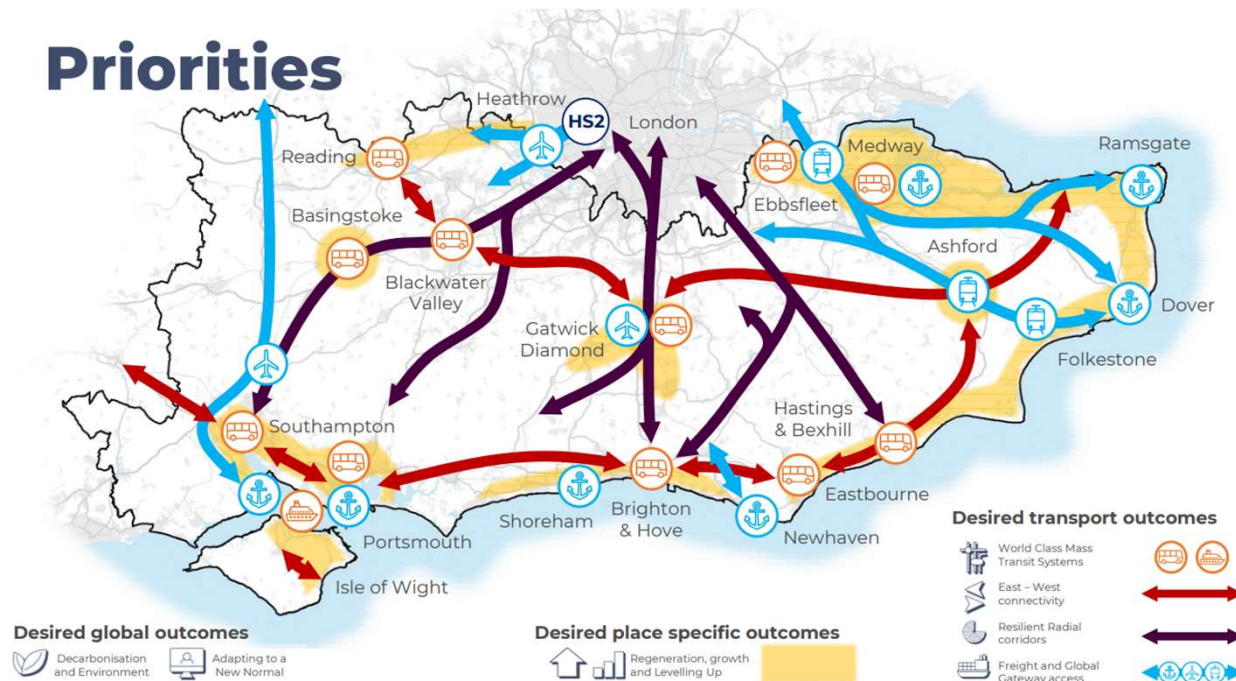 Priorities
Heathrow
HS2
London
Reading
Medway
Ramsgate
Basingstoke
Ebbsfleet
Ashford
Blackwater
Valley
Dover
Gatwick
Diamond
Folkestone
Hastings
& Bexhill
Southampton
Eastbourne
Shoreham
Brighton
& Hove
Newhaven
Portsmouth
Isle of Wight
Desired transport outcomes
World Class Mass
Transit Systems
East – West
connectivity
Resilient Radial
corridors
Freight and Global
Gateway access
Desired global outcomes
Decarbonisation
and Environment
Adapting to a
New Normal
Desired place specific outcomes
Regeneration, growth
and Levelling Up